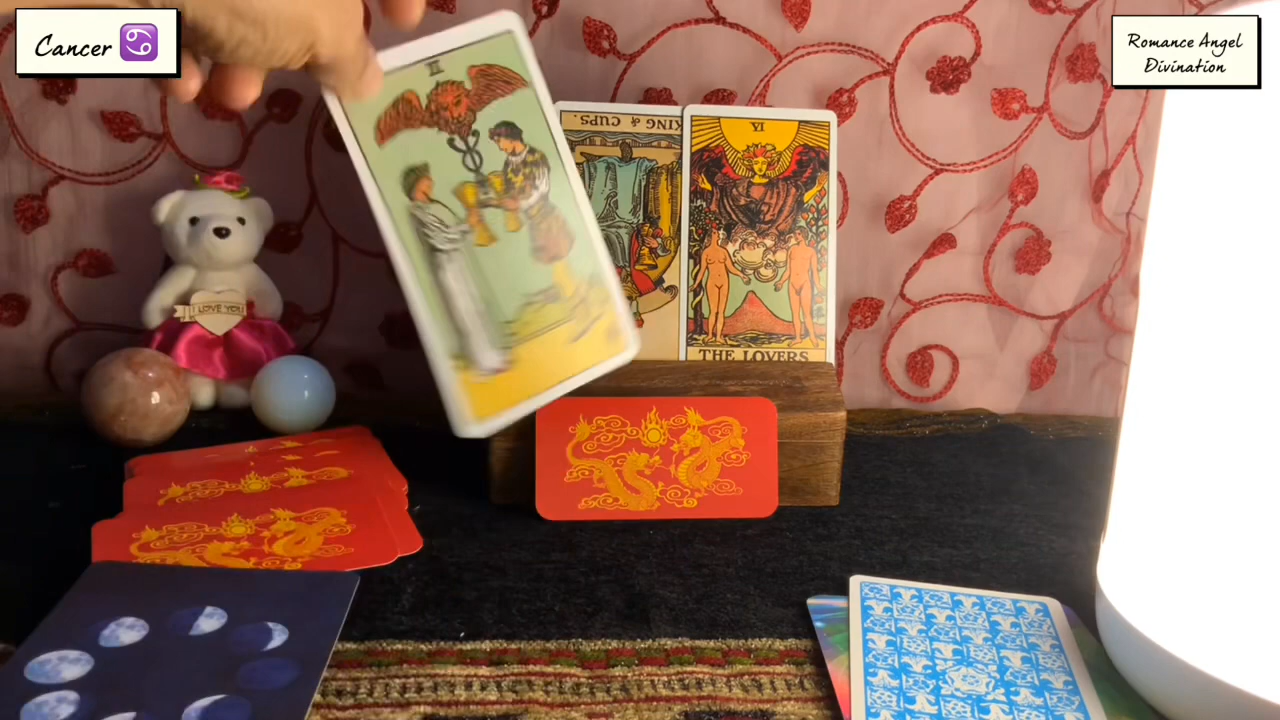 Cancer ♋
Romance Angel
Divination
II
KING of CUPS.
VI
THE LOVERS
I LOVE YOU